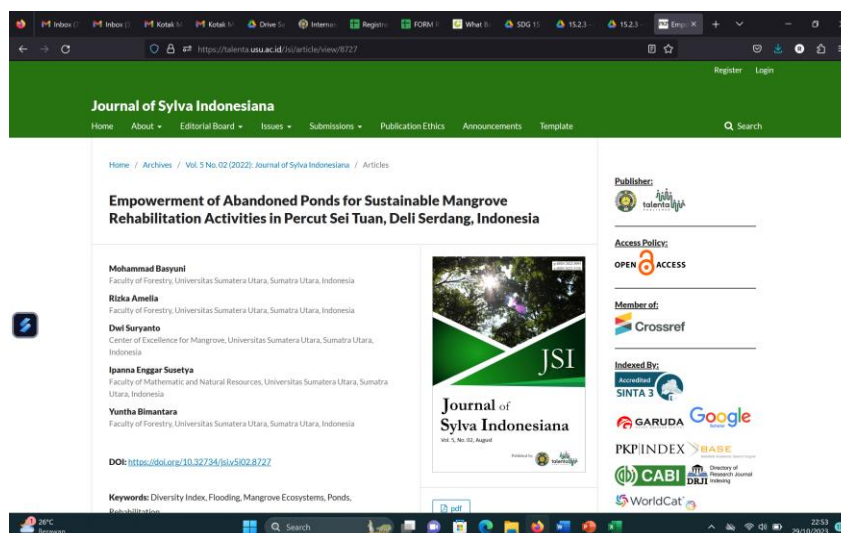 Inbox
Inbox
Kotak
Kotak
Drive
Registr
FORM
What
SDG
15.2.3
15.2.3
https://talenta.usu.ac.id/Jsi/article/view/8727
Register Login
Journal of Sylva Indonesiana
Home About Editorial Board Issues Submissions Publication Ethics Announcements Template Search
Home / Archives / Vol. 5 No. 02 (2022): Journal of Sylva Indonesiana / Articles
Empowerment of Abandoned Ponds for Sustainable Mangrove
Rehabilitation Activities in Percut Sei Tuan, Deli Serdang, Indonesia
Mohammad Basyuni
Faculty of Forestry, Universitas Sumatera Utara, Sumatra Utara, Indonesia
Rizka Amelia
Faculty of Forestry, Universitas Sumatera Utara, Sumatra Utara, Indonesia
Dwi Suryanto
Center of Excellence for Mangrove, Universitas Sumatera Utara, Sumatra Utara,
Indonesia
Ipanna Enggar Susetya
Faculty of Mathematic and Natural Resources, Universitas Sumatera Utara, Sumatra
Utara, Indonesia
Yuntha Bimantara
Faculty of Forestry, Universitas Sumatera Utara, Sumatra Utara, Indonesia
DOI: https://doi.org/10.32734/jsi.v5i02.8727
Keywords: Diversity Index, Flooding, Mangrove Ecosystems, Ponds,
Rehabilitation
JSI
Journal of
Sylva Indonesiana
Vol. 5, No. 02, August
Published by
talenta
pdf
Publisher:
talenta
Access Policy:
OPEN ACCESS
Member of:
Crossref
Indexed By:
Accredited
SINTA 3
GARUDA
Google
PKP|INDEX
BASE
CABI
DRJI
Directory of
Research Journal
Indexing
WorldCat
26°C
Berawan
Search
22:53
29/10/2023